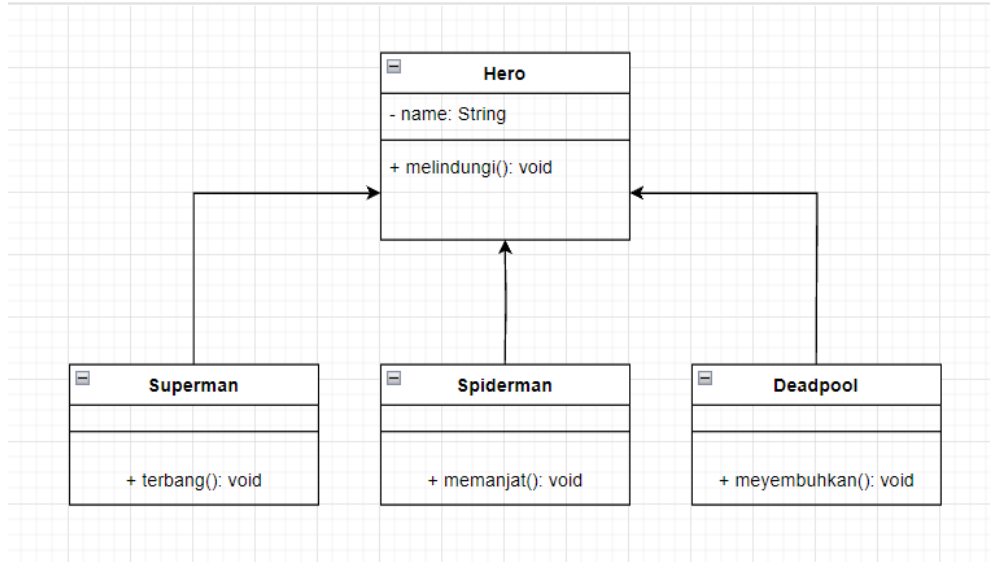 Hero
- name: String
+ melindungi(): void
Superman
+ terbang(): void
Spiderman
+ memanjat(): void
Deadpool
+ meyembuhkan(): void